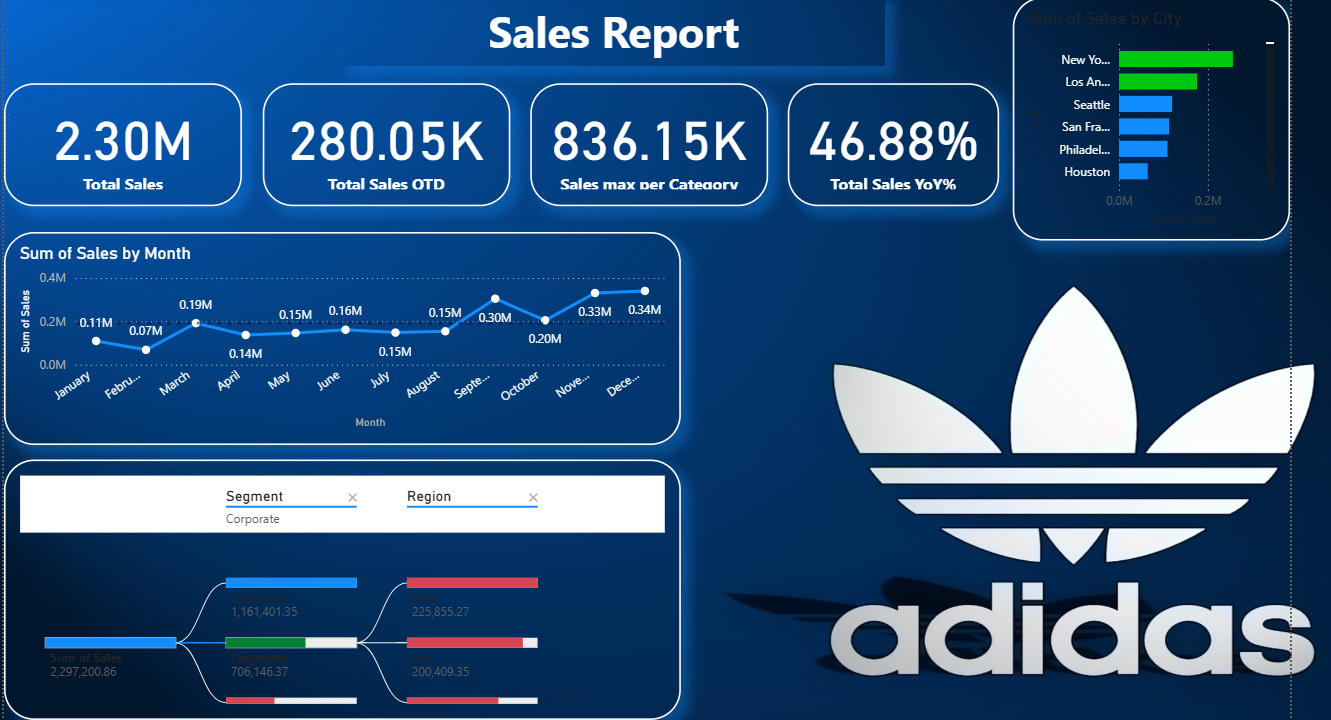 Sales Report
Sum of Sales by City
New Yo...
Los An...
Seattle
San Fra...
Philadel...
Houston
0.0M 0.2M
Sum of Sales
2.30M
Total Sales
280.05K
Total Sales QTD
836.15K
Sales max per Category
46.88%
Total Sales YoY%
Sum of Sales by Month
Sum of Sales
0.4M
0.2M
0.0M
0.11M
0.07M
0.19M
0.14M
0.15M
0.16M
0.15M
0.15M
0.30M
0.20M
0.33M
0.34M
January
Febru...
March
April
May
June
July
August
Septe...
October
Nove...
Dece...
Month
Segment
Corporate
Region
Sum of Sales
2,297,200.86
1,161,401.35
Corporate
706,146.37
225,855.27
200,409.35
adidas